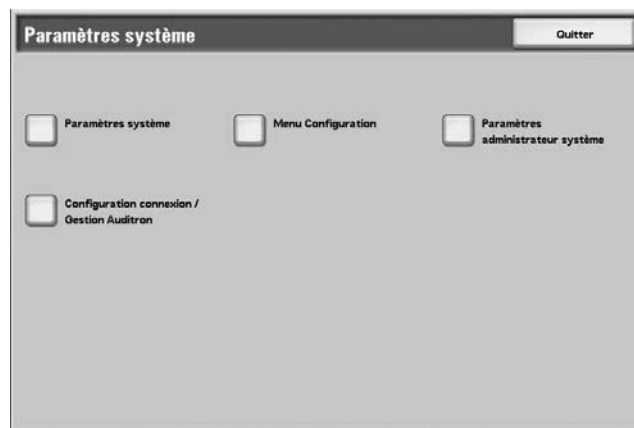 Paramètres système
Quitter
Paramètres système
Menu Configuration
Paramètres
administrateur système
Configuration connexion /
Gestion Auditron